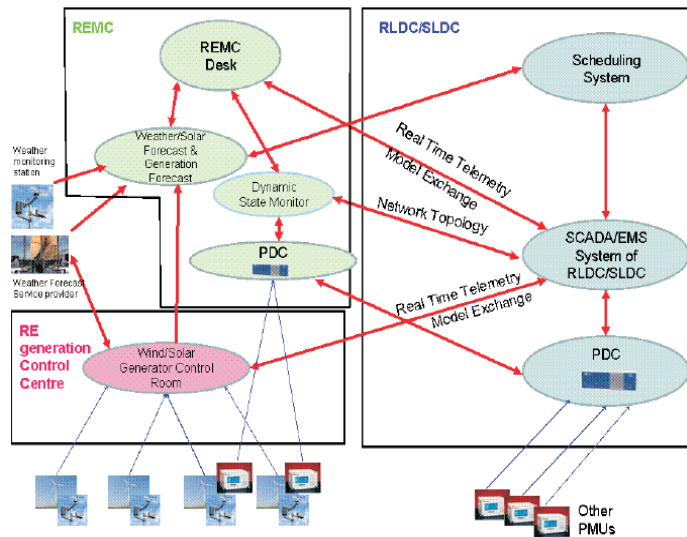 REMC
RLDC/SLDC
REMC
Desk
Scheduling
System
Weather
monitoring
station
Weather/Solar
Forecast &
Generation
Forecast
Real Time Telemetry
Model Exchange
Dynamic
State Monitor
Network Topology
SCADA/EMS
System of
RLDC/SLDC
PDC
Weather Forecast
Service provider
Real Time Telemetry
Model Exchange
RE
generation
Control
Centre
Wind/Solar
Generator Control
Room
PDC
Other
PMUs